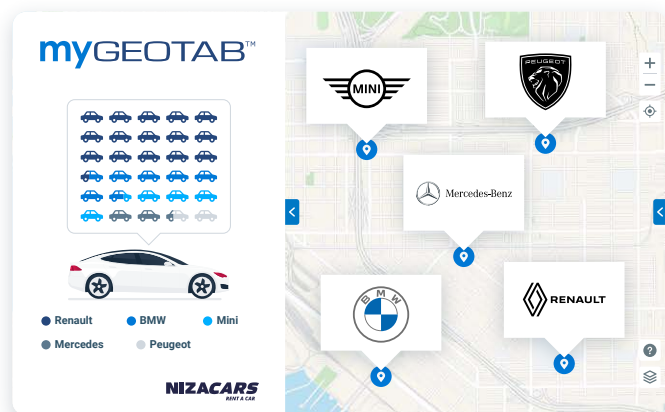 myGEOTAB™
Renault
BMW
Mini
Mercedes
Peugeot
NIZACARS
RENT A CAR
MINI
PEUGEOT
Mercedes-Benz
BMW
RENAULT